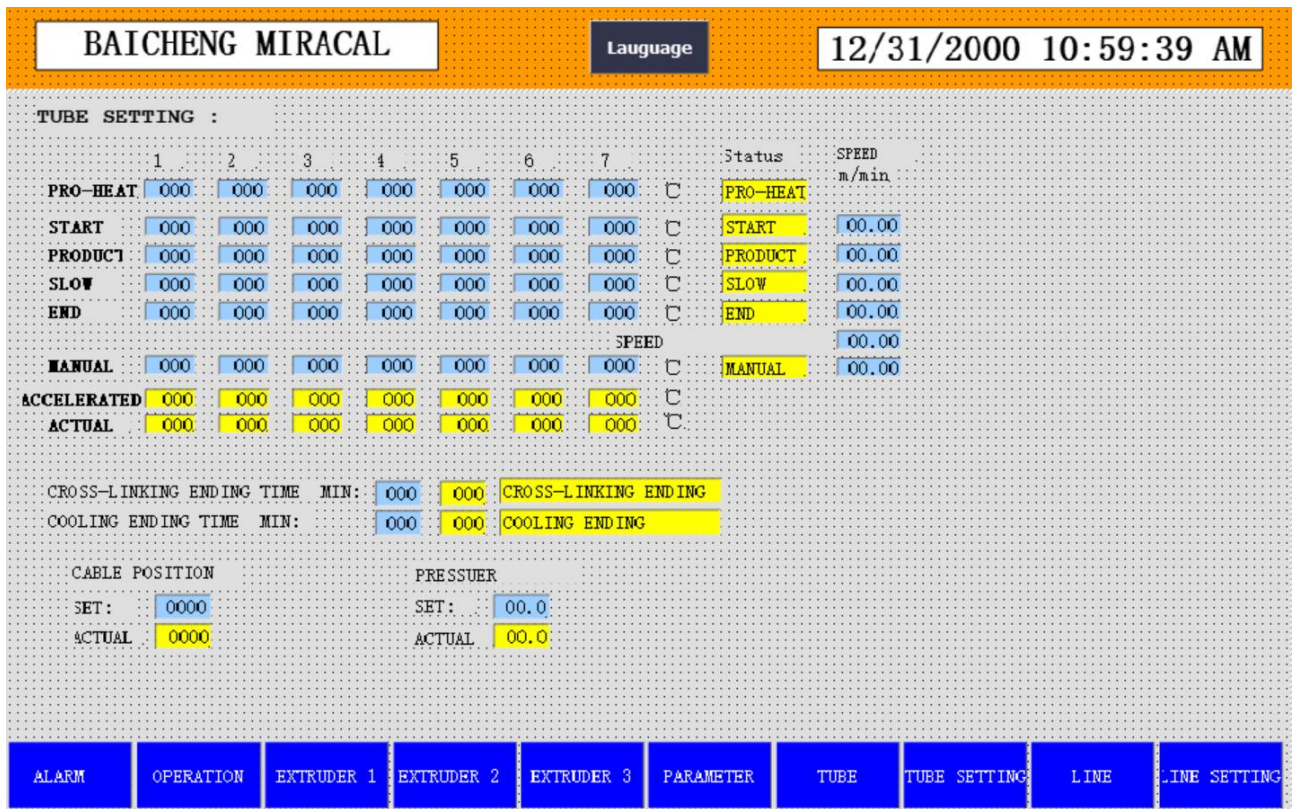 BAICHENG MIRACAL Lauguage 12/31/2000 10:59:39 AM
TUBE SETTING :
1 2 3 4 5 6 7 Status SPEED
m/min
PRO-HEAT 000 000 000 000 000 000 000 ℃ PRO-HEAT
START 000 000 000 000 000 000 000 ℃ START 00.00
PRODUCT 000 000 000 000 000 000 000 ℃ PRODUCT 00.00
SLOW 000 000 000 000 000 000 000 ℃ SLOW 00.00
END 000 000 000 000 000 000 000 ℃ END 00.00
SPEED 00.00
MANUAL 000 000 000 000 000 000 000 ℃ MANUAL 00.00
ACCELERATED 000 000 000 000 000 000 000 ℃
ACTUAL 000 000 000 000 000 000 000 ℃
CROSS-LINKING ENDING TIME MIN: 000 000 CROSS-LINKING ENDING
COOLING ENDING TIME MIN: 000 000 COOLING ENDING
CABLE POSITION PRESSUER
SET: 0000 SET: 00.0
ACTUAL 0000 ACTUAL 00.0
ALARM OPERATION EXTRUDER 1 EXTRUDER 2 EXTRUDER 3 PARAMETER TUBE TUBE SETTING LINE LINE SETTING